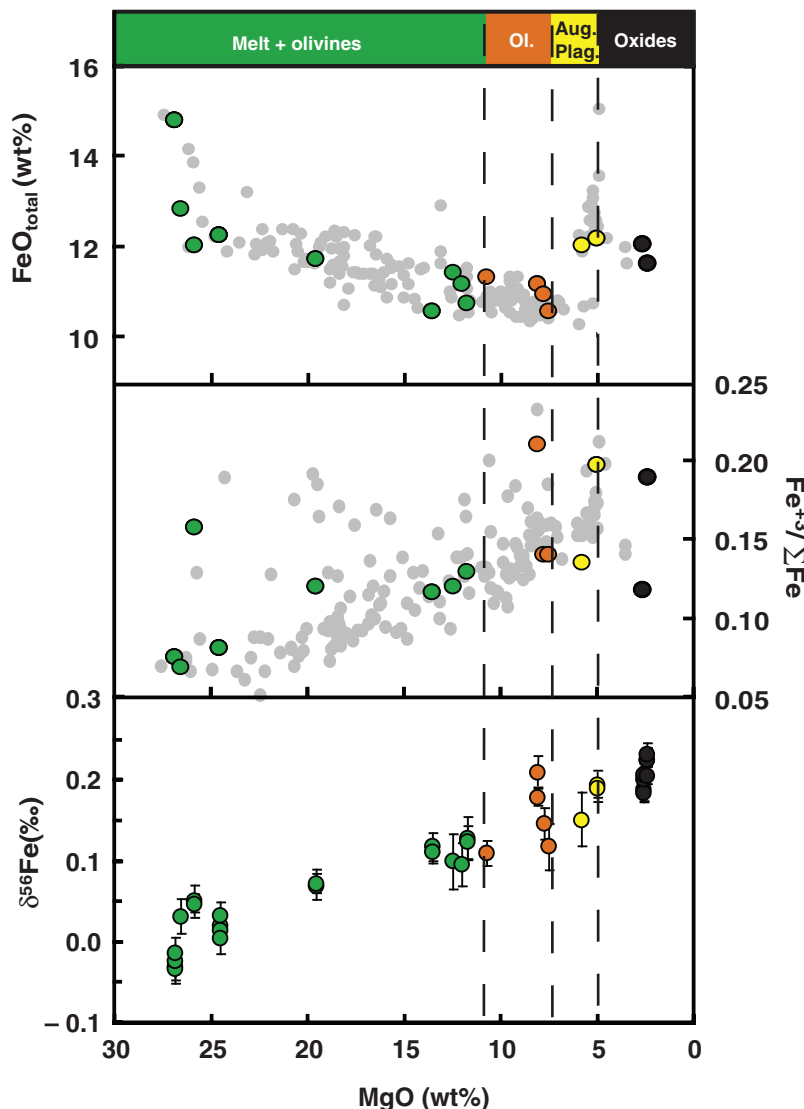 Melt + olivines
Ol.
Aug.
Plag.
Oxides
16
14
12
10
FeOtotal (wt%)
0.25
0.20
0.15
0.10
0.05
Fe+3/ΣFe
0.3
0.2
0.1
0.0
– 0.1
δ56Fe(‰)
30
25
20
15
10
5
0
MgO (wt%)